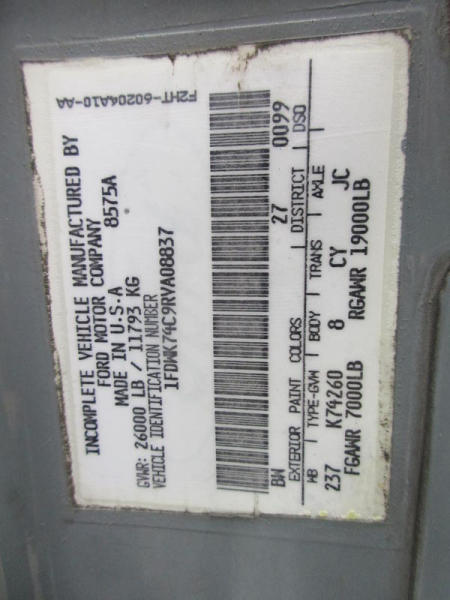 F2HT-60204A10-AA
INCOMPLETE VEHICLE MANUFACTURED BY
FORD MOTOR COMPANY
MADE IN U.S.A 8575A
GVWR: 26000 LB / 11793 KG
VEHICLE IDENTIFICATION NUMBER
1FDWK74C9RVA08837
BW 27 0099
EXTERIOR PAINT COLORS DISTRICT DSO
WB TYPE-GVW BODY TRANS AXLE
237 K74260 8 CY JC
FGAWR 7000LB RGAWR 19000LB